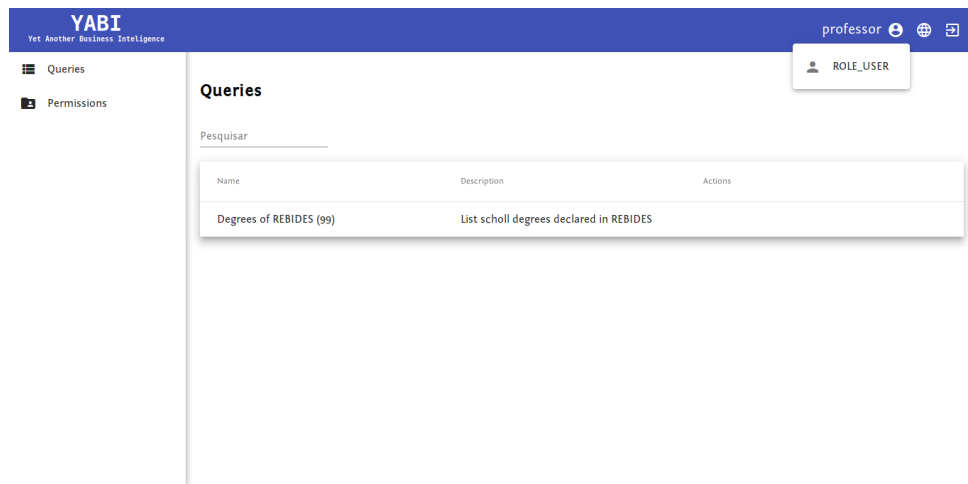 YABI
Yet Another Business Inteligence
professor
ROLE_USER
Queries
Permissions
Queries
Pesquisar
Name Description Actions
Degrees of REBIDES (99) List scholl degrees declared in REBIDES